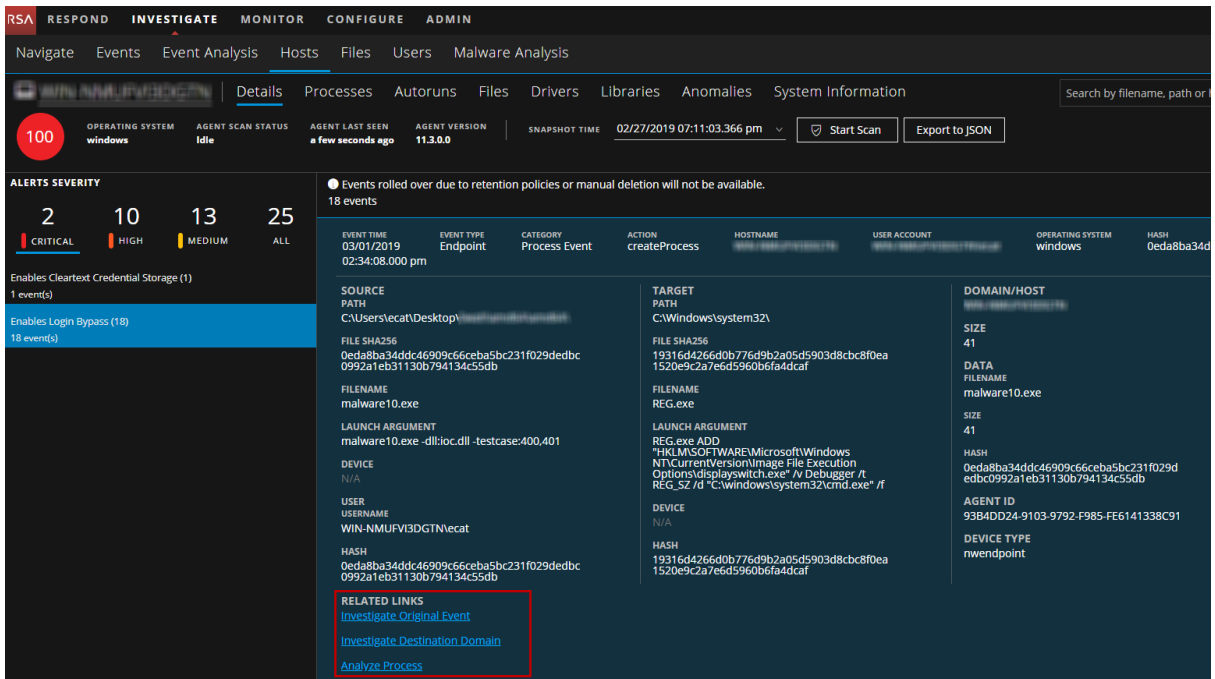 RSA RESPOND INVESTIGATE MONITOR CONFIGURE ADMIN
Navigate Events Event Analysis Hosts Files Users Malware Analysis
Details Processes Autoruns Files Drivers Libraries Anomalies System Information
Search by filename, path or
100
OPERATING SYSTEM
windows
AGENT SCAN STATUS
Idle
AGENT LAST SEEN
a few seconds ago
AGENT VERSION
11.3.0.0
SNAPSHOT TIME 02/27/2019 07:11:03.366 pm
Start Scan
Export to JSON
ALERTS SEVERITY
2 10 13 25
CRITICAL HIGH MEDIUM ALL
Enables Cleartext Credential Storage (1)
1 event(s)
Enables Login Bypass (18)
18 event(s)
Events rolled over due to retention policies or manual deletion will not be available.
18 events
EVENT TIME
03/01/2019
02:34:08.000 pm
EVENT TYPE
Endpoint
CATEGORY
Process Event
ACTION
createProcess
HOSTNAME
USER ACCOUNT
OPERATING SYSTEM
windows
HASH
0eda8ba34d
SOURCE
PATH
C:\Users\ecat\Desktop\
FILE SHA256
0eda8ba34ddc46909c66ceba5bc231f029dedbc
0992a1eb31130b794134c55db
FILENAME
malware10.exe
LAUNCH ARGUMENT
malware10.exe -dll:ioc.dll -testcase:400,401
DEVICE
N/A
USER
USERNAME
WIN-NMUFVI3DGTN\ecat
HASH
0eda8ba34ddc46909c66ceba5bc231f029dedbc
0992a1eb31130b794134c55db
RELATED LINKS
Investigate Original Event
Investigate Destination Domain
Analyze Process
TARGET
PATH
C:\Windows\system32\
FILE SHA256
19316d4266d0b776d9b2a05d5903d8cbc8f0ea
1520e9c2a7e6d5960b6fa4dcaf
FILENAME
REG.exe
LAUNCH ARGUMENT
REG.exe ADD
"HKLM\SOFTWARE\Microsoft\Windows
NT\CurrentVersion\Image File Execution
Options\displayswitch.exe" /v Debugger /t
REG_SZ /d "C:\windows\system32\cmd.exe" /f
DEVICE
N/A
HASH
19316d4266d0b776d9b2a05d5903d8cbc8f0ea
1520e9c2a7e6d5960b6fa4dcaf
DOMAIN/HOST
SIZE
41
DATA
FILENAME
malware10.exe
SIZE
41
HASH
0eda8ba34ddc46909c66ceba5bc231f029d
edbc0992a1eb31130b794134c55db
AGENT ID
93B4DD24-9103-9792-F985-FE6141338C91
DEVICE TYPE
nwendpoint